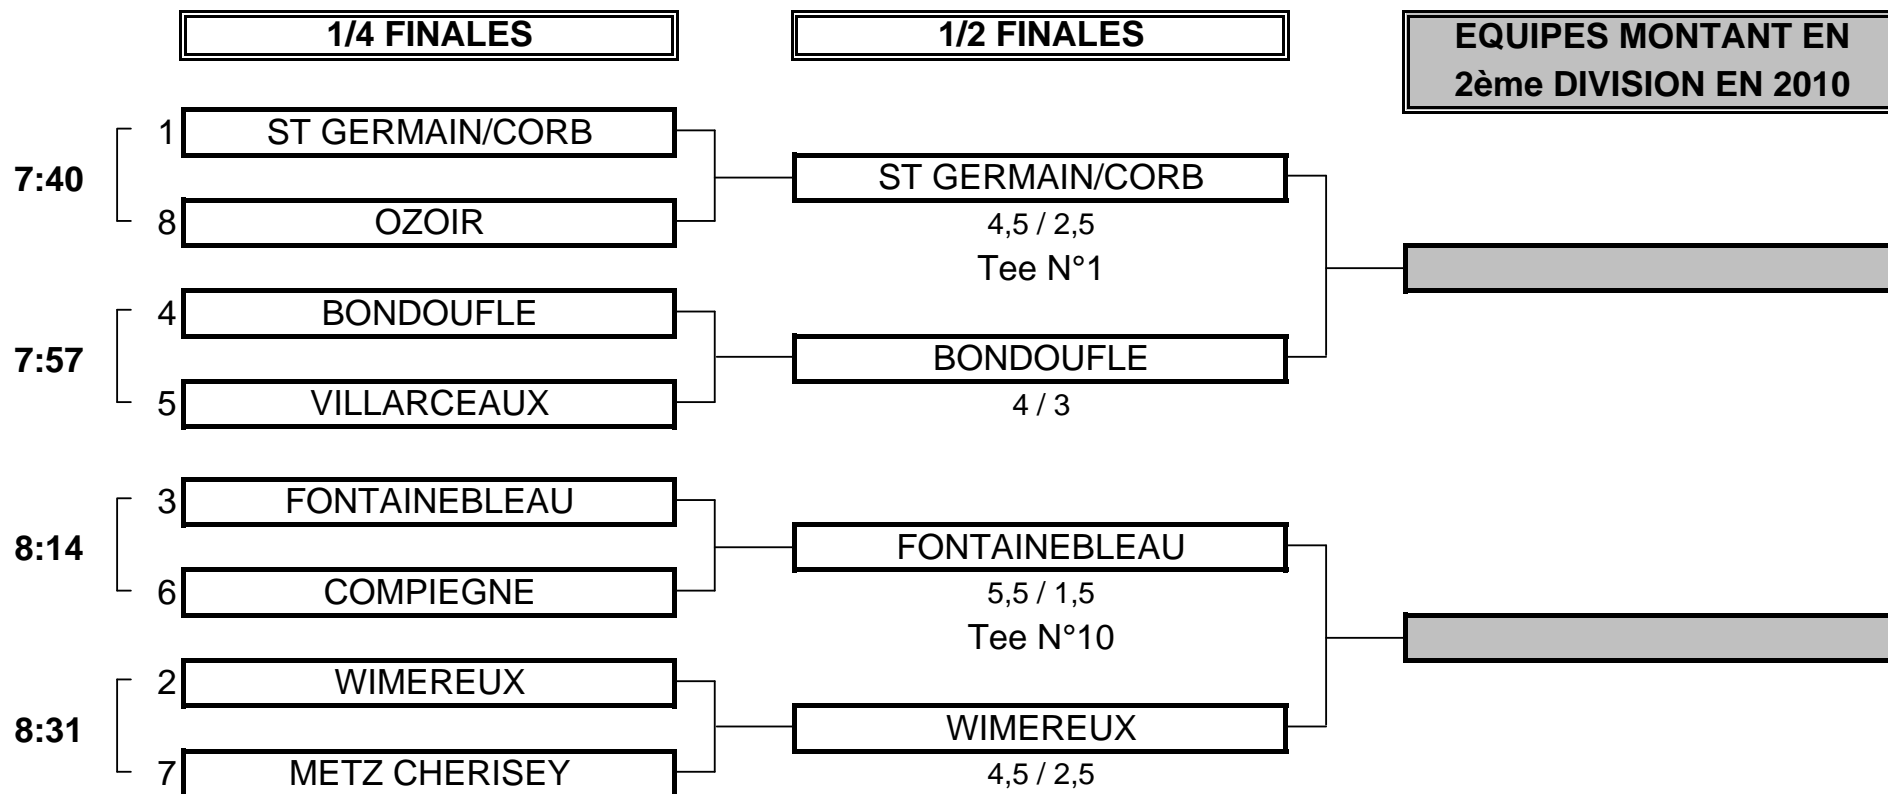 1/4 FINALES
1/2 FINALES
EQUIPES MONTANT EN
2ème DIVISION EN 2010
1 ST GERMAIN/CORB
7:40
ST GERMAIN/CORB
8 OZOIR
4,5 / 2,5
Tee N°1
4 BONDOUFLE
7:57
BONDOUFLE
5 VILLARCEAUX
4 / 3
3 FONTAINEBLEAU
8:14
FONTAINEBLEAU
6 COMPIEGNE
5,5 / 1,5
Tee N°10
2 WIMEREUX
8:31
WIMEREUX
7 METZ CHERISEY
4,5 / 2,5